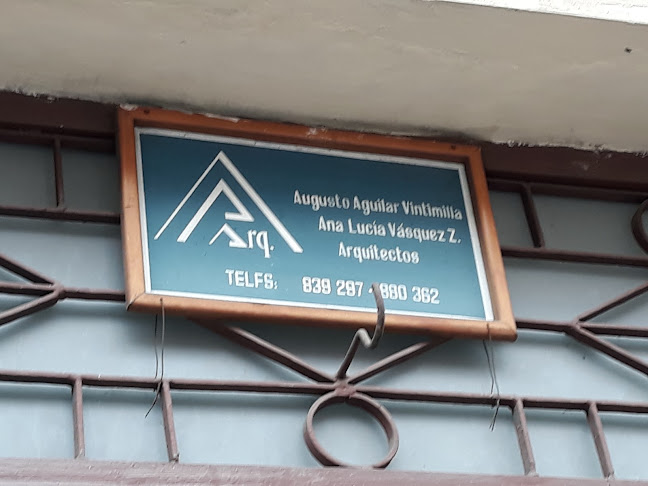 Arq.
Augusto Aguilar Vintimilla
Ana Lucía Vásquez Z.
Arquitectos
TELFS: 839 297 - 880 362